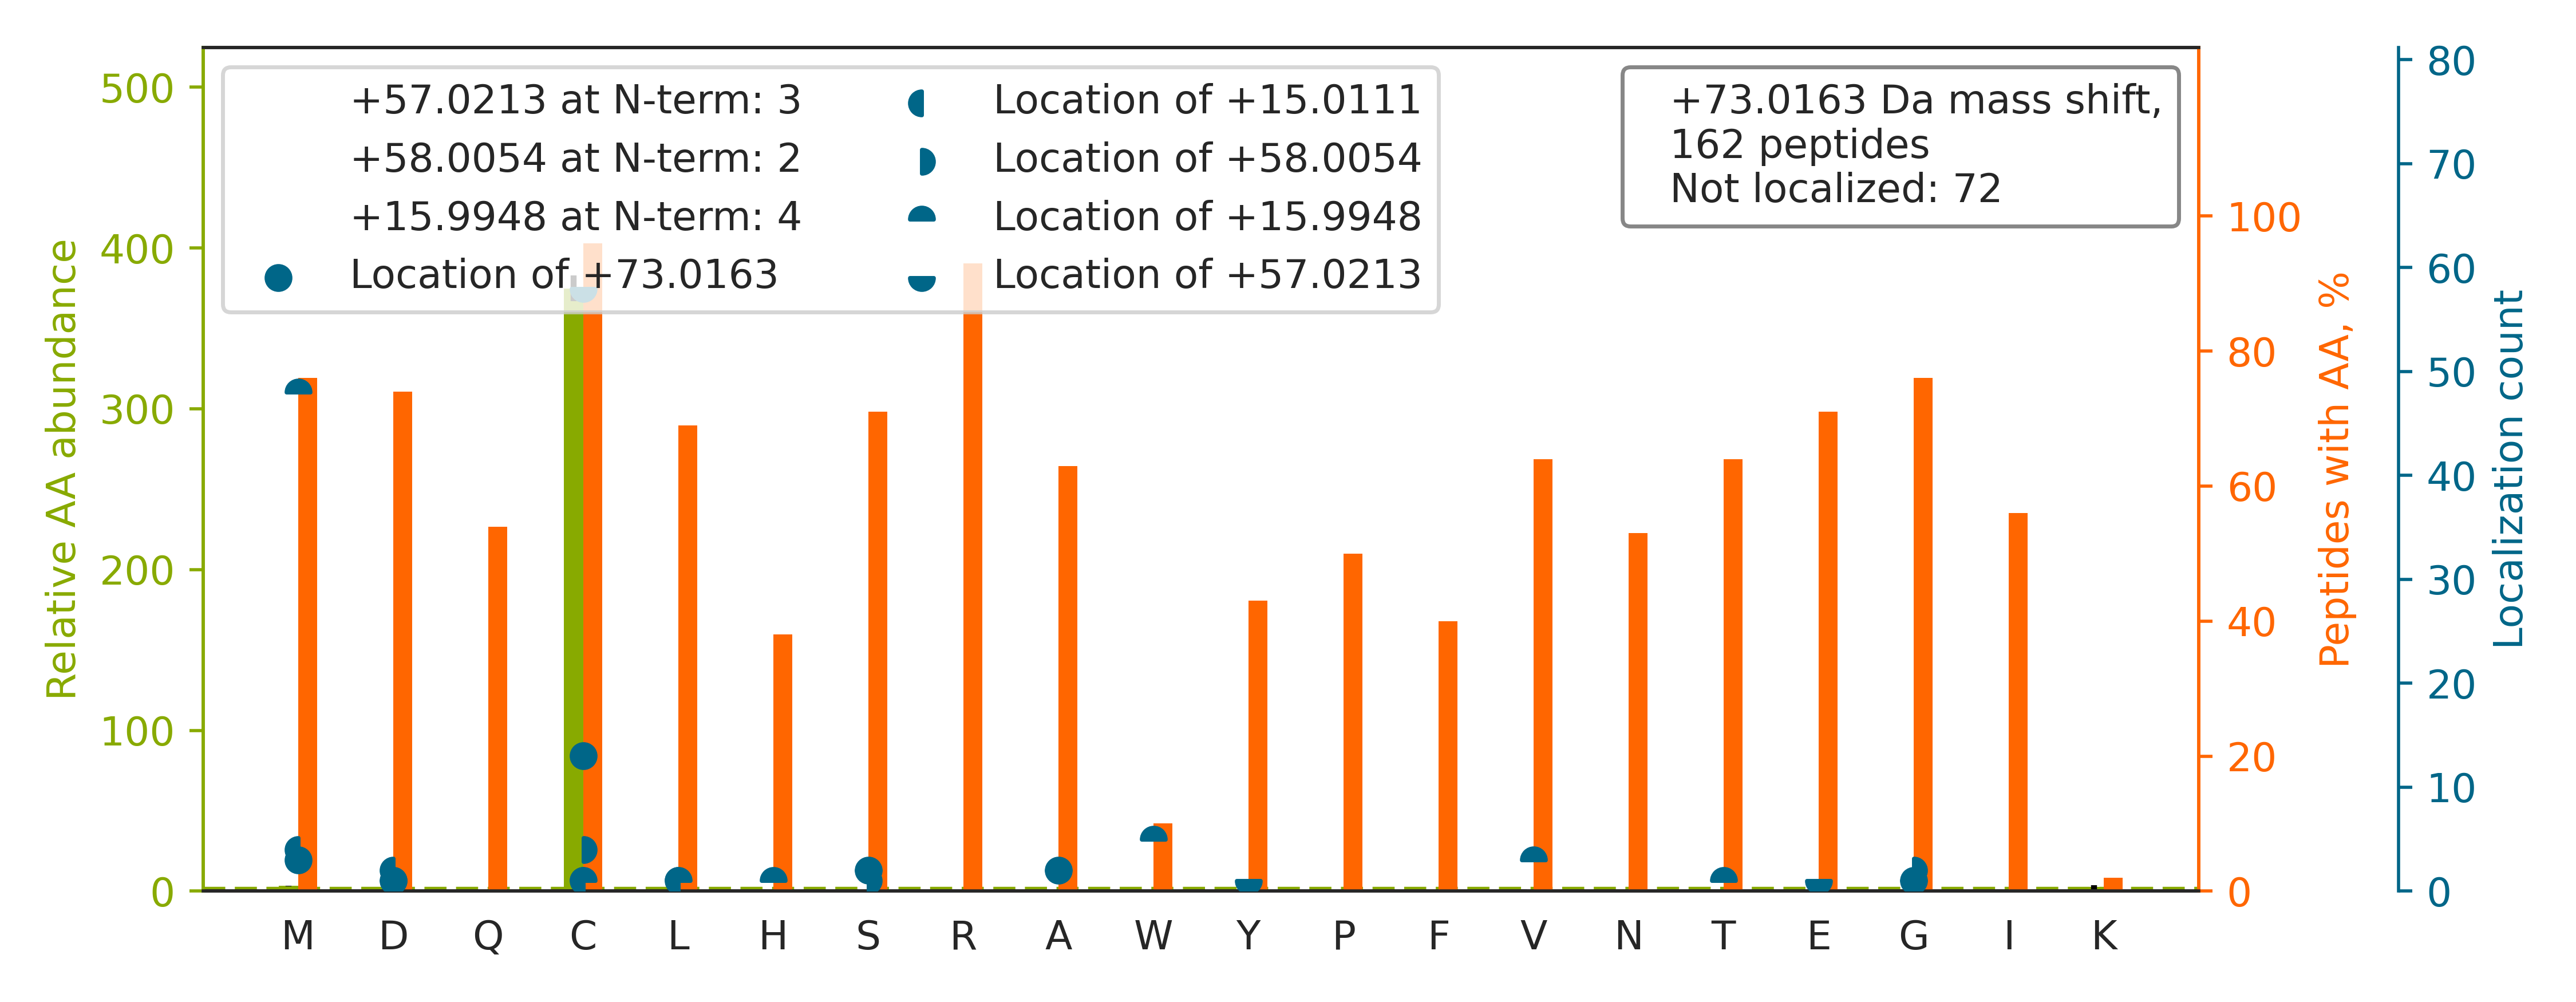 +57.0213 at N-term: 3
+58.0054 at N-term: 2
+15.9948 at N-term: 4
Location of +73.0163
Location of +15.0111
Location of +58.0054
Location of +15.9948
Location of +57.0213
+73.0163 Da mass shift,
162 peptides
Not localized: 72
Relative AA abundance
500
400
300
200
100
0
Peptides with AA, %
100
80
60
40
20
0
Localization count
80
70
60
50
40
30
20
10
0
M D Q C L H S R A W Y P F V N T E G I K